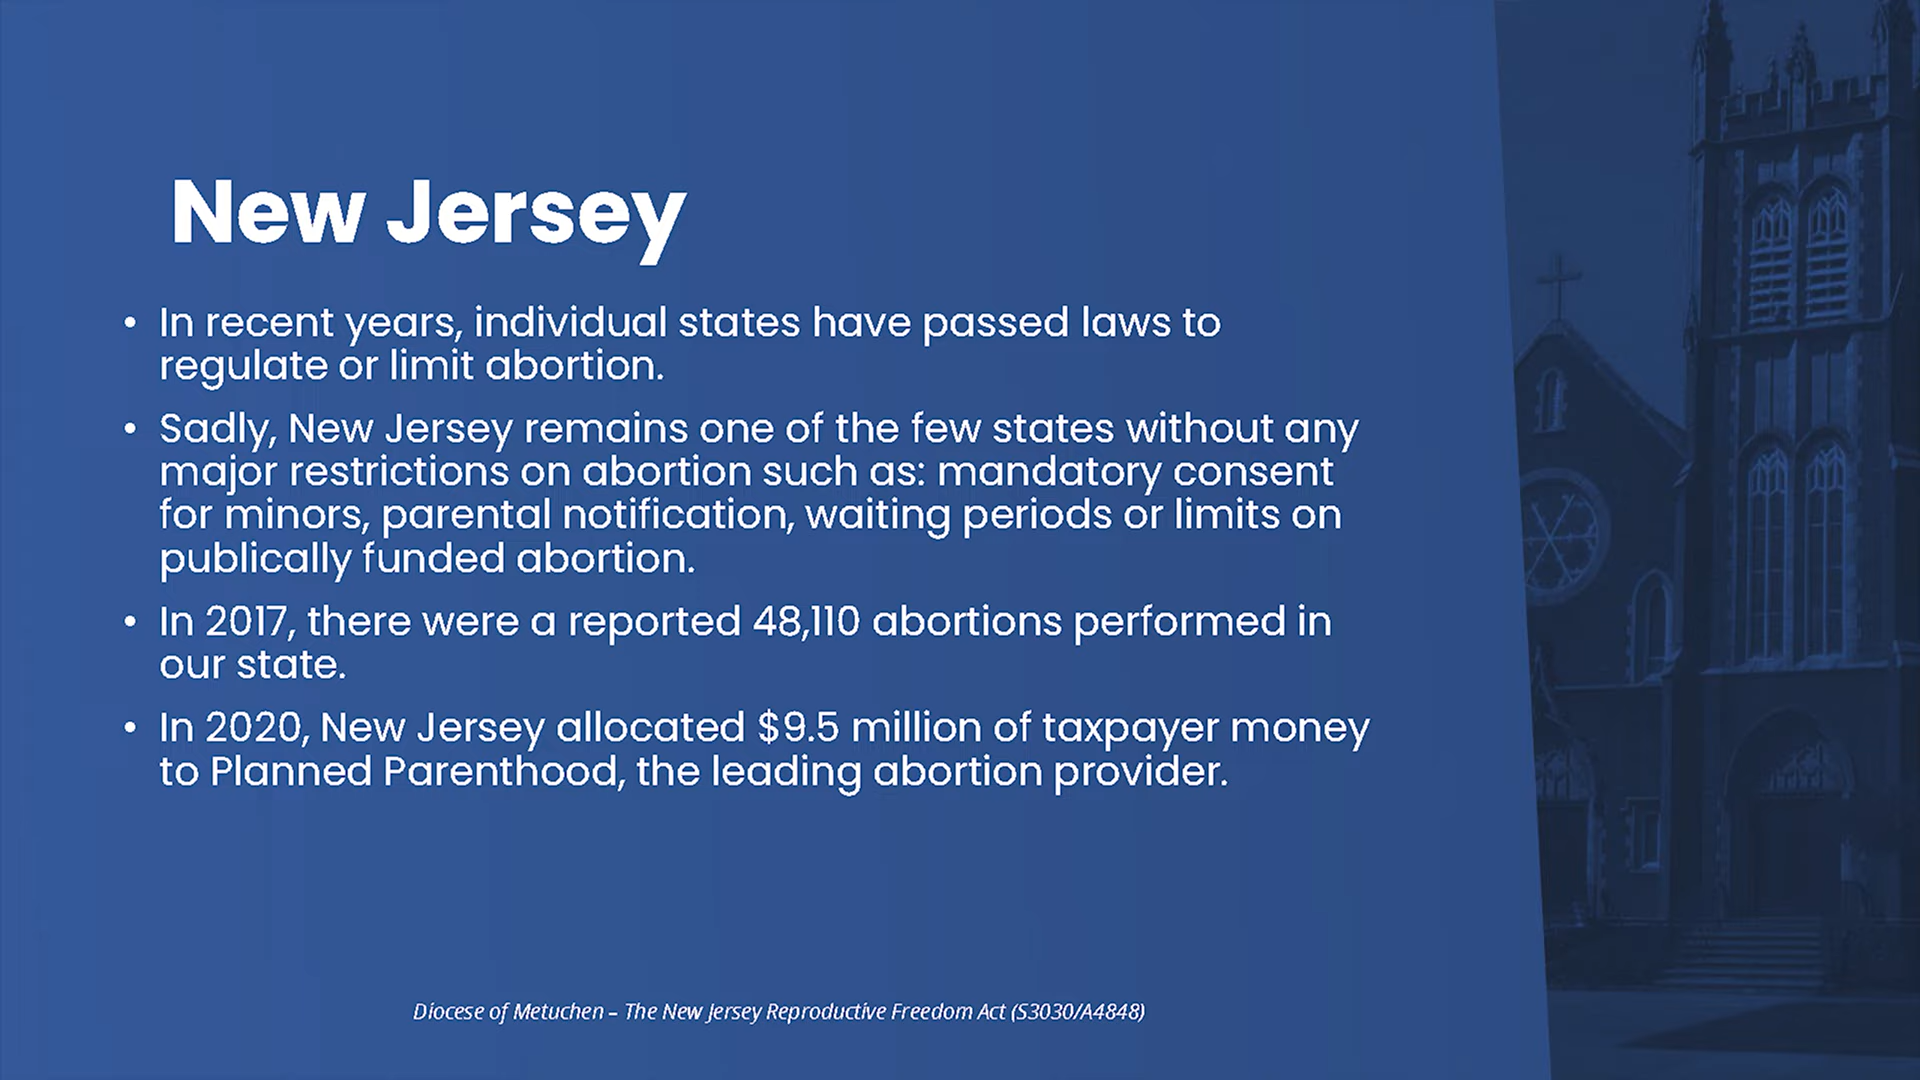 New Jersey
• In recent years, individual states have passed laws to
regulate or limit abortion.
• Sadly, New Jersey remains one of the few states without any
major restrictions on abortion such as: mandatory consent
for minors, parental notification, waiting periods or limits on
publically funded abortion.
• In 2017, there were a reported 48,110 abortions performed in
our state.
• In 2020, New Jersey allocated $9.5 million of taxpayer money
to Planned Parenthood, the leading abortion provider.
Diocese of Metuchen – The New Jersey Reproductive Freedom Act (S3030/A4848)